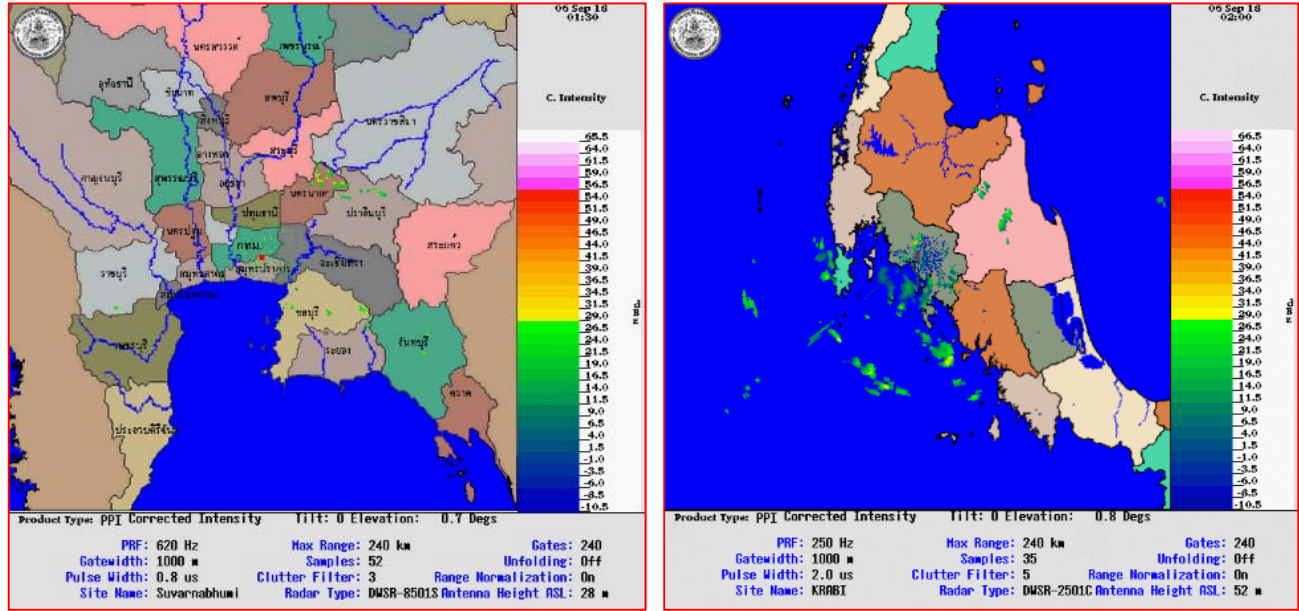 06 Sep 18
01:30
C. Intensity
65.5
64.0
61.5
59.0
56.5
54.0
51.5
49.0
46.5
44.0
41.5
39.0
36.5
34.0
31.5
29.0
26.5
24.0
21.5
19.0
16.5
14.0
11.5
9.0
6.5
4.0
1.5
-1.0
-3.5
-6.0
-8.5
-10.5
นครสวรรค์
เพชรบูรณ์
อุทัยธานี
ชัยนาท
ลพบุรี
สิงห์บุรี
นครราชสีมา
อ่างทอง
สระบุรี
กาญจนบุรี
สุพรรณบุรี
อยุธยา
นครนายก
ปราจีนบุรี
ปทุมธานี
นครปฐม
กทม.
สระแก้ว
ราชบุรี
สมุทรสาคร
สมุทรปราการ
ฉะเชิงเทรา
ชลบุรี
เพชรบุรี
ระยอง
จันทบุรี
ตราด
ประจวบคีรีขันธ์
Product Type: PPI Corrected Intensity Tilt: 0 Elevation: 0.7 Degs
PRF: 620 Hz Max Range: 240 km Gates: 240
Gatewidth: 1000 m Samples: 52 Unfolding: Off
Pulse Width: 0.8 us Clutter Filter: 3 Range Normalization: On
Site Name: Suvarnabhumi Radar Type: DWSR-8501S Antenna Height ASL: 28 m
06 Sep 18
02:00
C. Intensity
66.5
64.0
61.5
59.0
56.5
54.0
51.5
49.0
46.5
44.0
41.5
39.0
36.5
34.0
31.5
29.0
26.5
24.0
21.5
19.0
16.5
14.0
11.5
9.0
6.5
4.0
1.5
-1.0
-3.5
-6.0
-8.5
-10.5
Product Type: PPI Corrected Intensity Tilt: 0 Elevation: 0.8 Degs
PRF: 250 Hz Max Range: 240 km Gates: 240
Gatewidth: 1000 m Samples: 35 Unfolding: Off
Pulse Width: 2.0 us Clutter Filter: 5 Range Normalization: On
Site Name: KRABI Radar Type: DWSR-2501C Antenna Height ASL: 52 m